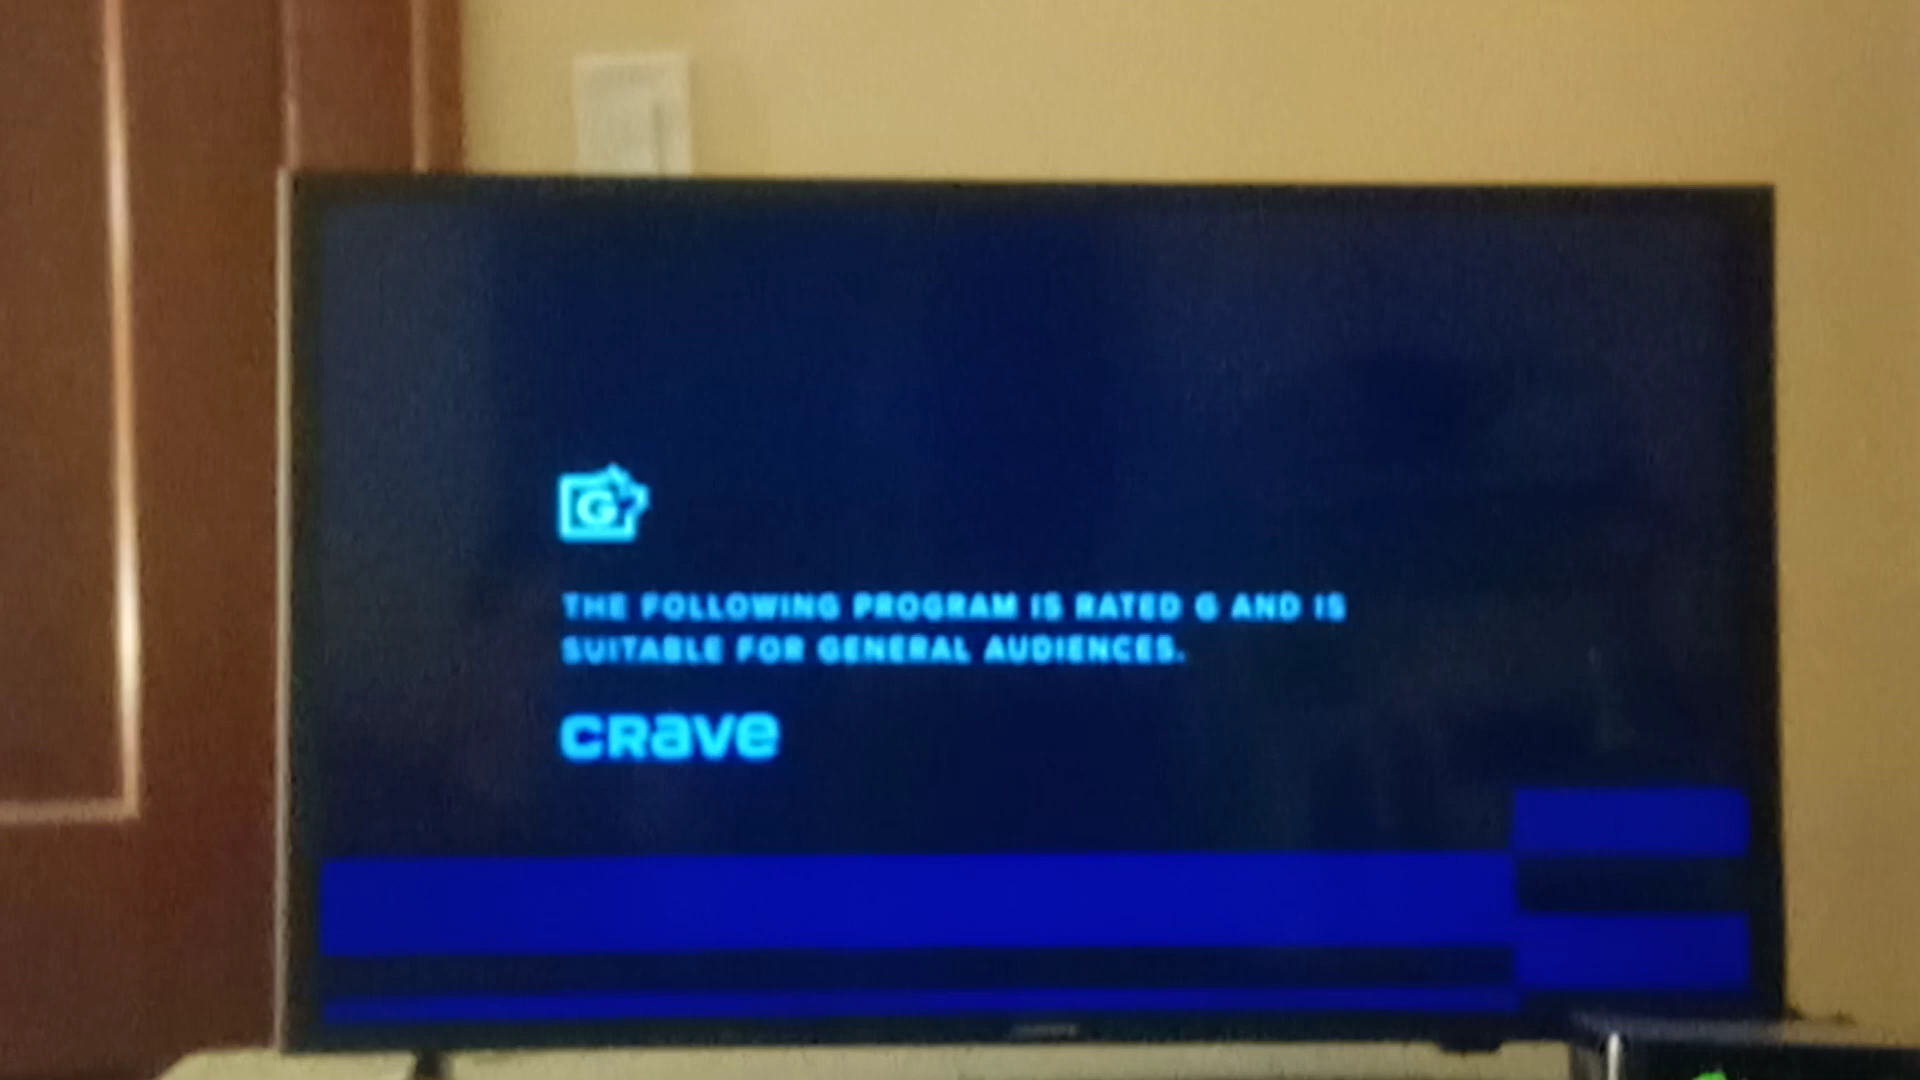 G
THE FOLLOWING PROGRAM IS RATED G AND IS
SUITABLE FOR GENERAL AUDIENCES.
crave